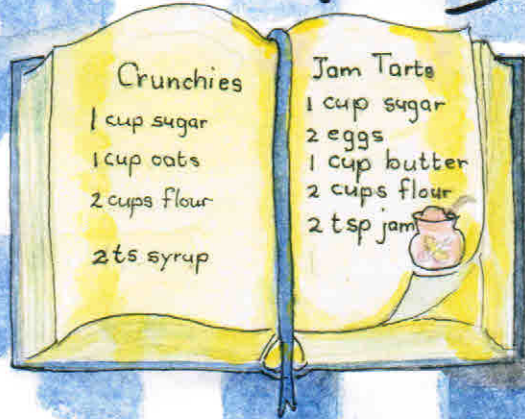 Crunchies
1 cup sugar
1 cup oats
2 cups flour
2 ts syrup
Jam Tarts
1 cup sugar
2 eggs
1 cup butter
2 cups flour
2 tsp jam